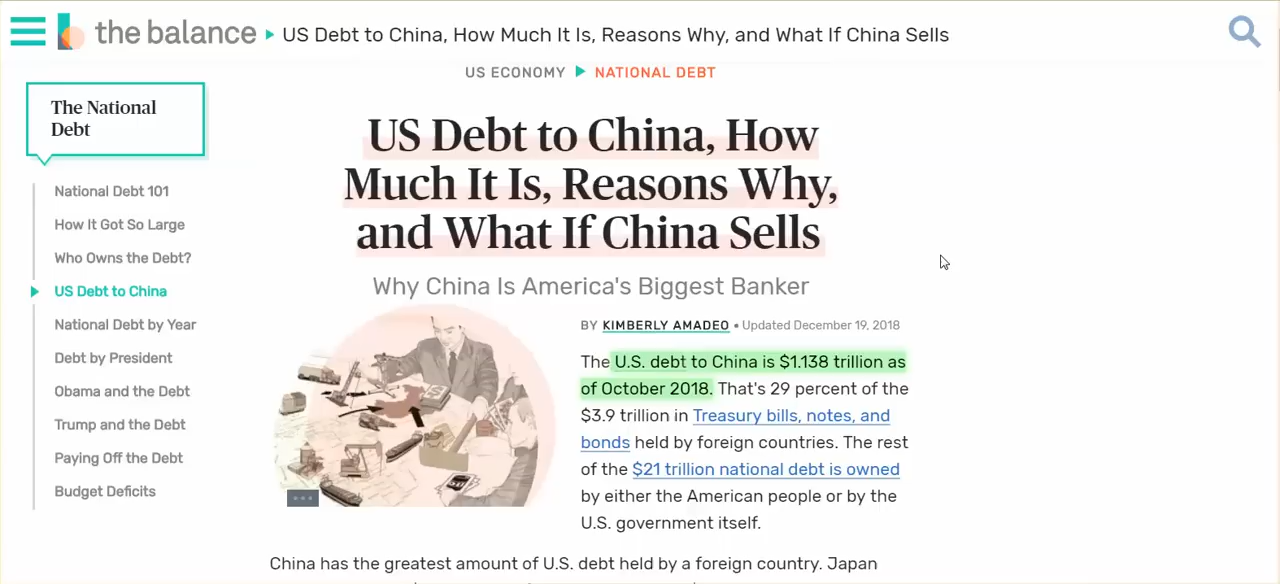 the balance ▸ US Debt to China, How Much It Is, Reasons Why, and What If China Sells
US ECONOMY ▸ NATIONAL DEBT
The National
Debt
National Debt 101
How It Got So Large
Who Owns the Debt?
US Debt to China
National Debt by Year
Debt by President
Obama and the Debt
Trump and the Debt
Paying Off the Debt
Budget Deficits
US Debt to China, How
Much It Is, Reasons Why,
and What If China Sells
Why China Is America's Biggest Banker
BY KIMBERLY AMADEO • Updated December 19, 2018
The U.S. debt to China is $1.138 trillion as
of October 2018. That's 29 percent of the
$3.9 trillion in Treasury bills, notes, and
bonds held by foreign countries. The rest
of the $21 trillion national debt is owned
by either the American people or by the
U.S. government itself.
China has the greatest amount of U.S. debt held by a foreign country. Japan